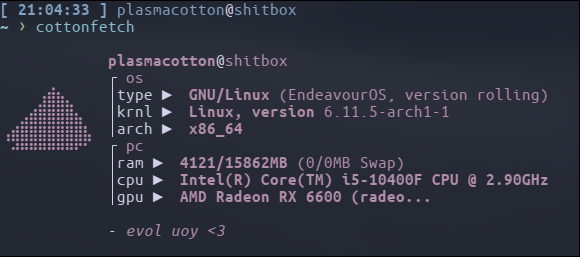 [ 21:04:33 ] plasmacotton@shitbox
~ ❯ cottonfetch
plasmacotton@shitbox
os
type ► GNU/Linux (EndeavourOS, version rolling)
krnl ► Linux, version 6.11.5-arch1-1
arch ► x86_64
pc
ram ► 4121/15862MB (0/0MB Swap)
cpu ► Intel(R) Core(TM) i5-10400F CPU @ 2.90GHz
gpu ► AMD Radeon RX 6600 (radeo...
- evol uoy <3